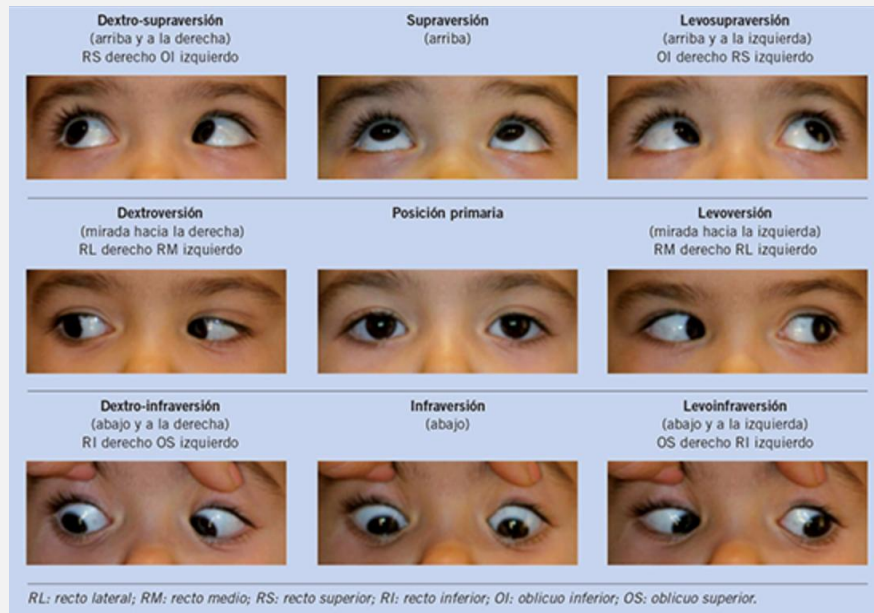 Dextro-supraversión
(arriba y a la derecha)
RS derecho OI izquierdo
Supraversión
(arriba)
Levosupraversión
(arriba y a la izquierda)
OI derecho RS izquierdo
Dextroversión
(mirada hacia la derecha)
RL derecho RM izquierdo
Posición primaria
Levoversión
(mirada hacia la izquierda)
RM derecho RL izquierdo
Dextro-infraversión
(abajo y a la derecha)
RI derecho OS izquierdo
Infraversión
(abajo)
Levoinfraversión
(abajo y a la izquierda)
OS derecho RI izquierdo
RL: recto lateral; RM: recto medio; RS: recto superior; RI: recto inferior; OI: oblicuo inferior; OS: oblicuo superior.